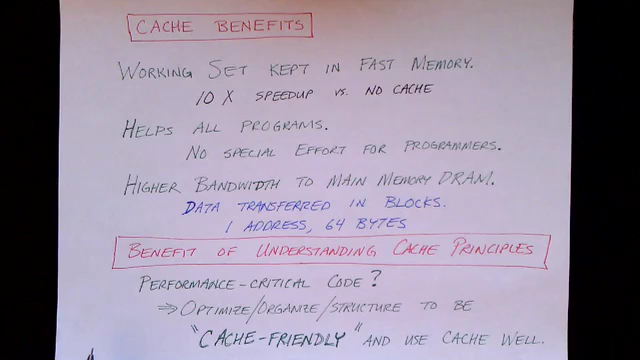 CACHE BENEFITS
WORKING SET KEPT IN FAST MEMORY.
10 X SPEEDUP VS. NO CACHE
HELPS ALL PROGRAMS.
NO SPECIAL EFFORT FOR PROGRAMMERS.
HIGHER BANDWIDTH TO MAIN MEMORY DRAM.
DATA TRANSFERRED IN BLOCKS.
1 ADDRESS, 64 BYTES
BENEFIT OF UNDERSTANDING CACHE PRINCIPLES
PERFORMANCE-CRITICAL CODE?
⇒ OPTIMIZE/ORGANIZE/STRUCTURE TO BE
"CACHE-FRIENDLY" AND USE CACHE WELL.